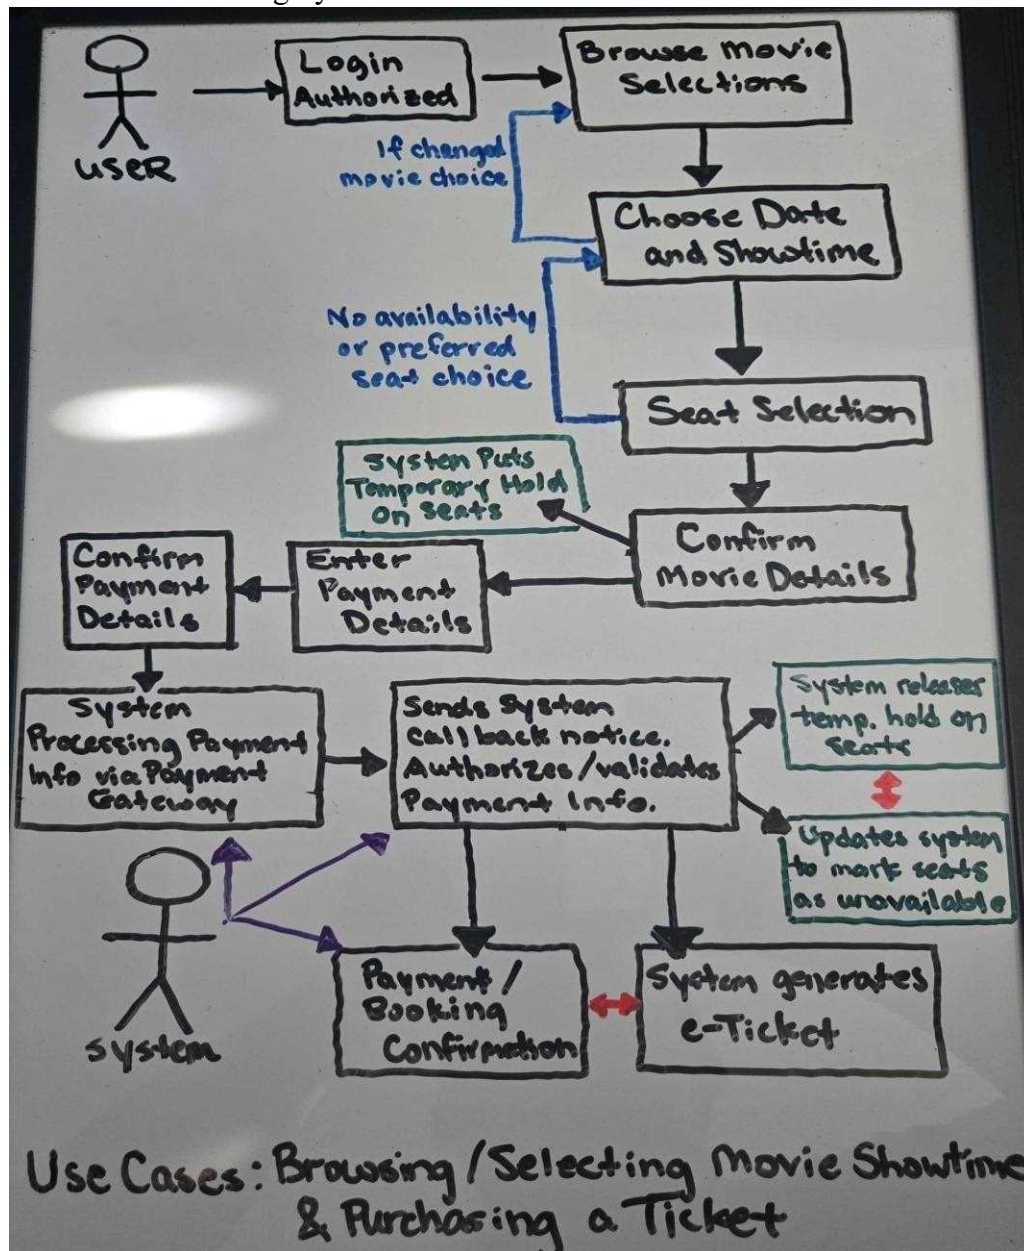 USER
Login
Authorized
Browse Movie
Selections
If changed
movie choice
Choose Date
and Showtime
No availability
or preferred
seat choice
Seat Selection
System Puts
Temporary Hold
on seats
Confirm
Movie Details
Enter
Payment
Details
Confirm
Payment
Details
System
Processing Payment
Info via Payment
Gateway
Sends System
Callback notice.
Authorizes/validates
Payment Info.
System releases
temp. hold on
seats
Updates system
to mark seats
as unavailable
System
Payment/
Booking
Confirmation
System generates
e-Ticket
Use Cases: Browsing/Selecting Movie Showtime
& Purchasing a Ticket